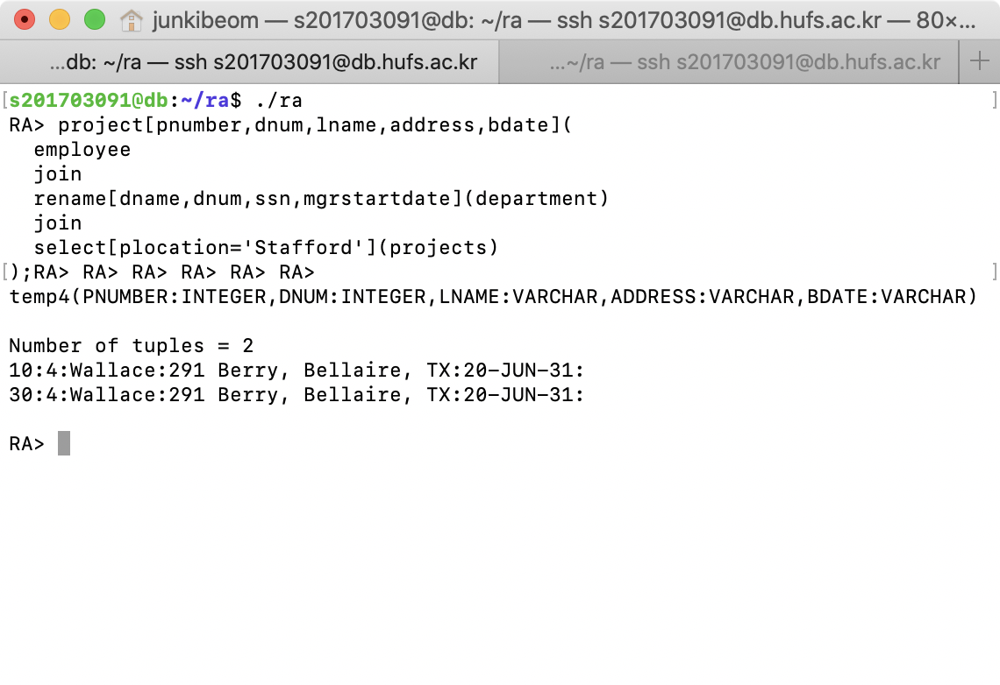 junkibeom — s201703091@db: ~/ra — ssh s201703091@db.hufs.ac.kr — 80×...
...db: ~/ra — ssh s201703091@db.hufs.ac.kr ...~/ra — ssh s201703091@db.hufs.ac.kr +
[s201703091@db:~/ra$ ./ra ]
RA> project[pnumber,dnum,lname,address,bdate](
  employee
  join
  rename[dname,dnum,ssn,mgrstartdate](department)
  join
  select[plocation='Stafford'](projects)
[);RA> RA> RA> RA> RA> RA> ]
temp4(PNUMBER:INTEGER,DNUM:INTEGER,LNAME:VARCHAR,ADDRESS:VARCHAR,BDATE:VARCHAR)
Number of tuples = 2
10:4:Wallace:291 Berry, Bellaire, TX:20-JUN-31:
30:4:Wallace:291 Berry, Bellaire, TX:20-JUN-31:
RA>